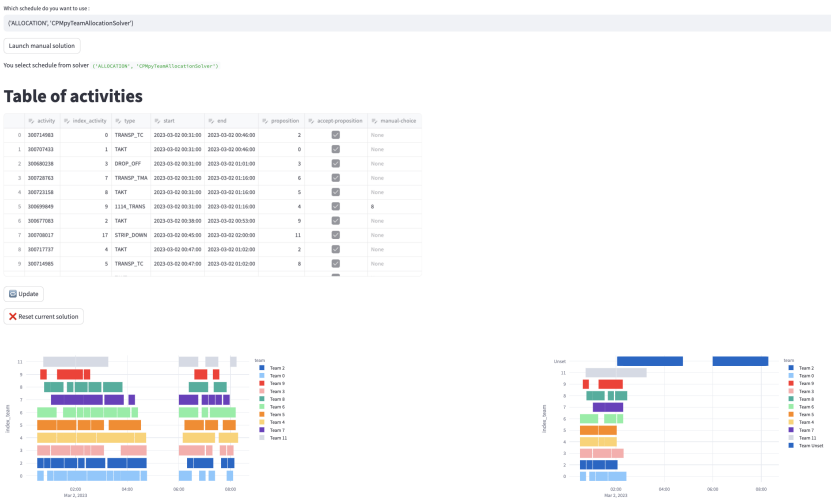 Which schedule do you want to use :
('ALLOCATION', 'CPMpyTeamAllocationSolver')
Launch manual solution
You select schedule from solver ('ALLOCATION', 'CPMpyTeamAllocationSolver')
Table of activities
activity index_activity type start end proposition accept proposition manual-choice
0 300714983 0 TRANSP_TC 2023-03-02 00:31:00 2023-03-02 00:46:00 2 None
1 300707433 1 TAKT 2023-03-02 00:31:00 2023-03-02 00:46:00 0 None
2 300680238 3 DROP_OFF 2023-03-02 00:31:00 2023-03-02 01:01:00 3 None
3 300728763 7 TRANSP_TMA 2023-03-02 00:31:00 2023-03-02 01:16:00 6 None
4 300723158 8 TAKT 2023-03-02 00:31:00 2023-03-02 01:16:00 5 None
5 300699849 9 1114_TRANS 2023-03-02 00:31:00 2023-03-02 01:16:00 4 8
6 300677083 2 TAKT 2023-03-02 00:38:00 2023-03-02 00:53:00 9 None
7 300708017 17 STRIP_DOWN 2023-03-02 00:45:00 2023-03-02 02:00:00 11 None
8 300717737 4 TAKT 2023-03-02 00:47:00 2023-03-02 01:02:00 2 None
9 300714985 5 TRANSP_TC 2023-03-02 00:47:00 2023-03-02 01:02:00 8 None
Update
Reset current solution
index_team
11
9
8
7
6
5
4
3
2
0
02:00 04:00 06:00 08:00
Mar 2, 2023
team
Team 2
Team 0
Team 9
Team 3
Team 8
Team 6
Team 5
Team 4
Team 7
Team 11
index_team
Unset
11
9
8
7
6
5
4
3
2
0
02:00 04:00 06:00 08:00
Mar 2, 2023
team
Team 2
Team 0
Team 9
Team 3
Team 8
Team 6
Team 5
Team 4
Team 7
Team 11
Team Unset